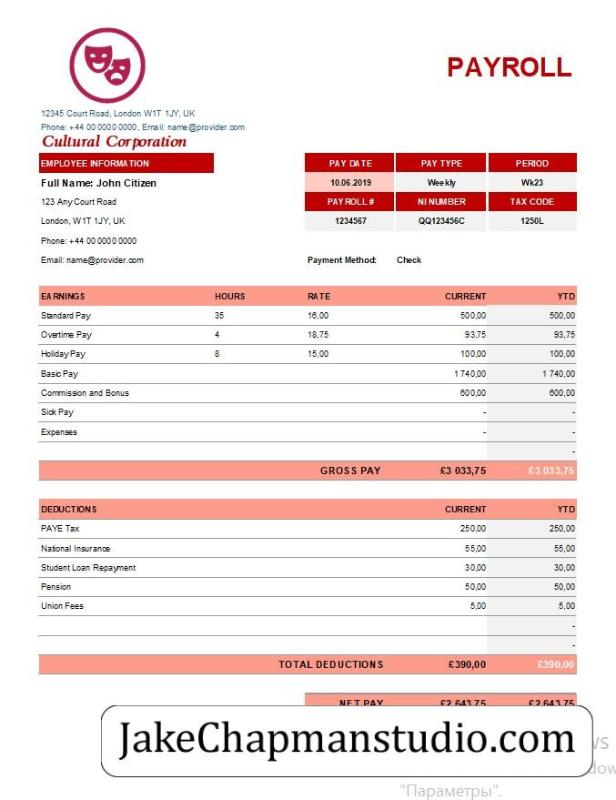 PAYROLL
12345 Court Road, London W1T 1JY, UK
Phone: +44 00 0000 0000, Email: name@provider.com
Cultural Corporation
EMPLOYEE INFORMATION PAY DATE PAY TYPE PERIOD
Full Name: John Citizen 10.06.2019 Weekly Wk23
123 Any Court Road PAYROLL # NI NUMBER TAX CODE
London, W1T 1JY, UK 1234567 QQ123456C 1250L
Phone: +44 00 0000 0000
Email: name@provider.com Payment Method: Check
EARNINGS HOURS RATE CURRENT YTD
Standard Pay 35 16,00 500,00 500,00
Overtime Pay 4 18,75 93,75 93,75
Holiday Pay 8 15,00 100,00 100,00
Basic Pay 1 740,00 1 740,00
Commission and Bonus 600,00 600,00
Sick Pay - -
Expenses - -
-
GROSS PAY £3 033,75 £3 033,75
DEDUCTIONS CURRENT YTD
PAYE Tax 250,00 250,00
National Insurance 55,00 55,00
Student Loan Repayment 30,00 30,00
Pension 50,00 50,00
Union Fees 5,00 5,00
-
-
TOTAL DEDUCTIONS £390,00 £390,00
NET PAY £2 643,75 £2 643,75
JakeChapmanstudio.com
"Параметры".